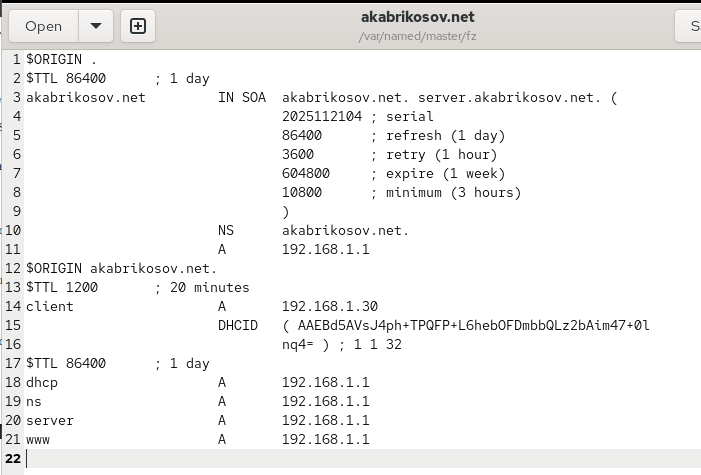 Open
akabrikosov.net
/var/named/master/fz
S
1 $ORIGIN .
2 $TTL 86400 ; 1 day
3 akabrikosov.net IN SOA akabrikosov.net. server.akabrikosov.net. (
4 2025112104 ; serial
5 86400 ; refresh (1 day)
6 3600 ; retry (1 hour)
7 604800 ; expire (1 week)
8 10800 ; minimum (3 hours)
9 )
10 NS akabrikosov.net.
11 A 192.168.1.1
12 $ORIGIN akabrikosov.net.
13 $TTL 1200 ; 20 minutes
14 client A 192.168.1.30
15 DHCID ( AAEBd5AVsJ4ph+TPQFP+L6hebOFDmbbQLz2bAim47+0l
16 nq4= ) ; 1 1 32
17 $TTL 86400 ; 1 day
18 dhcp A 192.168.1.1
19 ns A 192.168.1.1
20 server A 192.168.1.1
21 www A 192.168.1.1
22